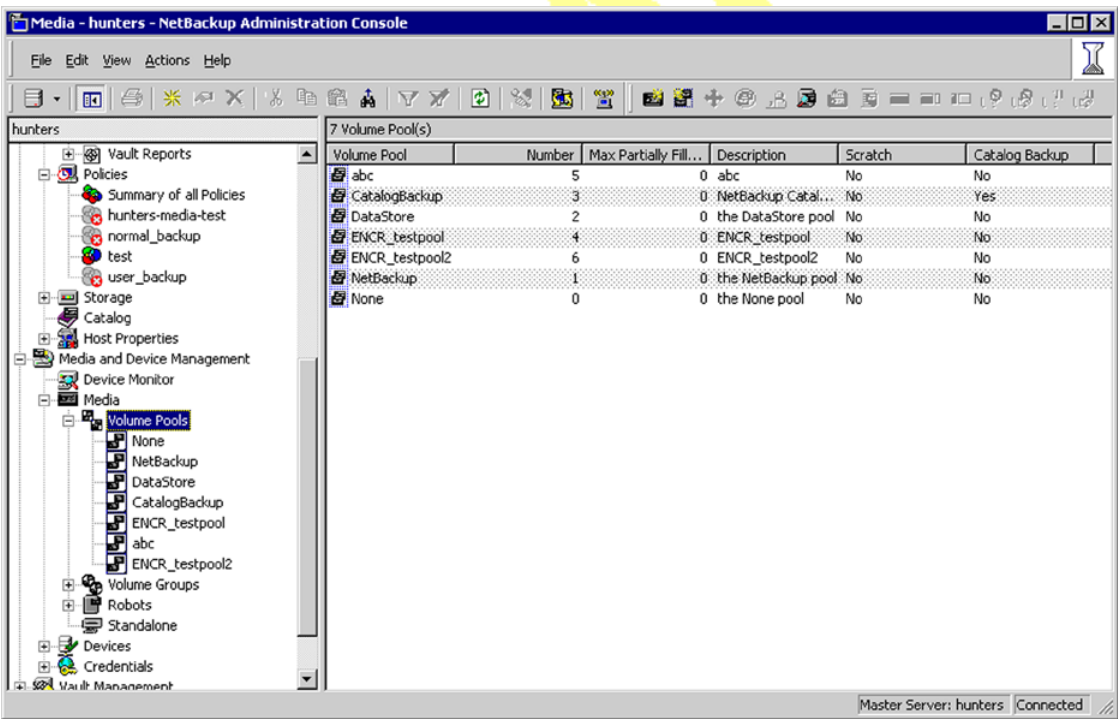 Media - hunters - NetBackup Administration Console
File Edit View Actions Help
hunters
7 Volume Pool(s)
Vault Reports
Policies
Summary of all Policies
hunters-media-test
normal_backup
test
user_backup
Storage
Catalog
Host Properties
Media and Device Management
Device Monitor
Media
Volume Pools
None
NetBackup
DataStore
CatalogBackup
ENCR_testpool
abc
ENCR_testpool2
Volume Groups
Robots
Standalone
Devices
Credentials
Vault Management
Volume Pool Number Max Partially Fill... Description Scratch Catalog Backup
abc 5 0 abc No No
CatalogBackup 3 0 NetBackup Catal... No Yes
DataStore 2 0 the DataStore pool No No
ENCR_testpool 4 0 ENCR_testpool No No
ENCR_testpool2 6 0 ENCR_testpool2 No No
NetBackup 1 0 the NetBackup pool No No
None 0 0 the None pool No No
Master Server: hunters Connected